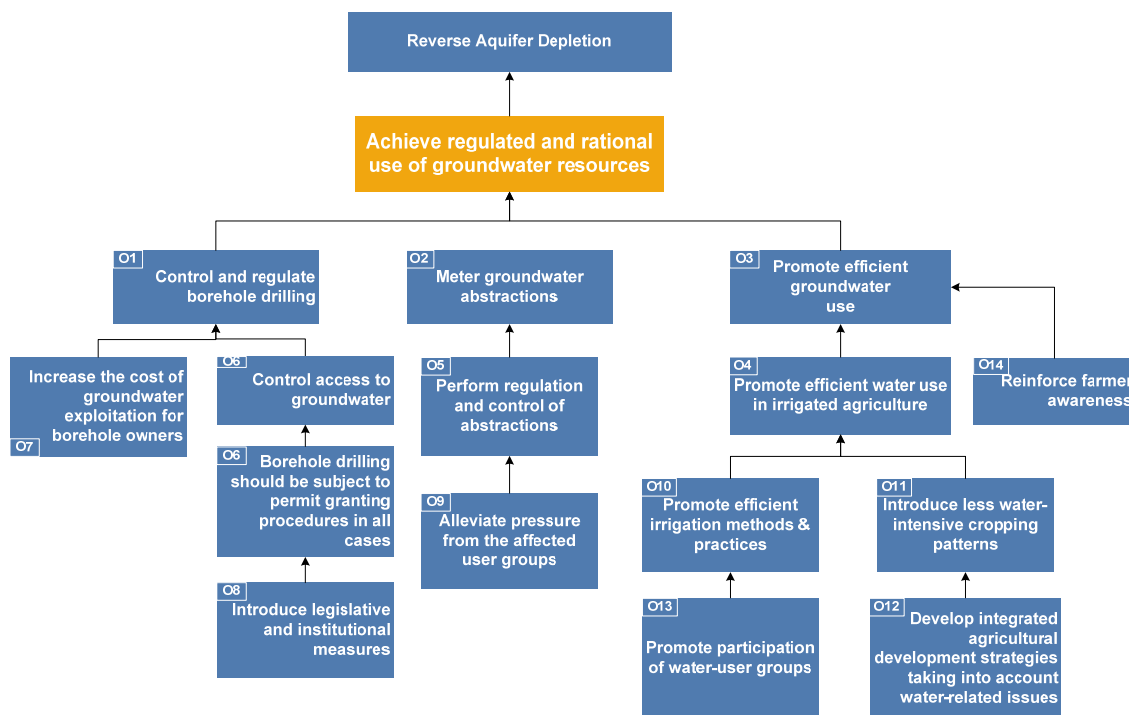 Reverse Aquifer Depletion
Achieve regulated and rational
use of groundwater resources
O1
Control and regulate
borehole drilling
O2
Meter groundwater
abstractions
O3
Promote efficient
groundwater
use
Increase the cost of
groundwater
exploitation for
borehole owners
O7
O6
Control access to
groundwater
O5
Perform regulation
and control of
abstractions
O4
Promote efficient water use
in irrigated agriculture
O14
Reinforce farmer
awareness
O6
Borehole drilling
should be subject to
permit granting
procedures in all
cases
O9
Alleviate pressure
from the affected
user groups
O10
Promote efficient
irrigation methods &
practices
O11
Introduce less water-
intensive cropping
patterns
O8
Introduce legislative
and institutional
measures
O13
Promote participation
of water-user groups
O12
Develop integrated
agricultural
development strategies
taking into account
water-related issues